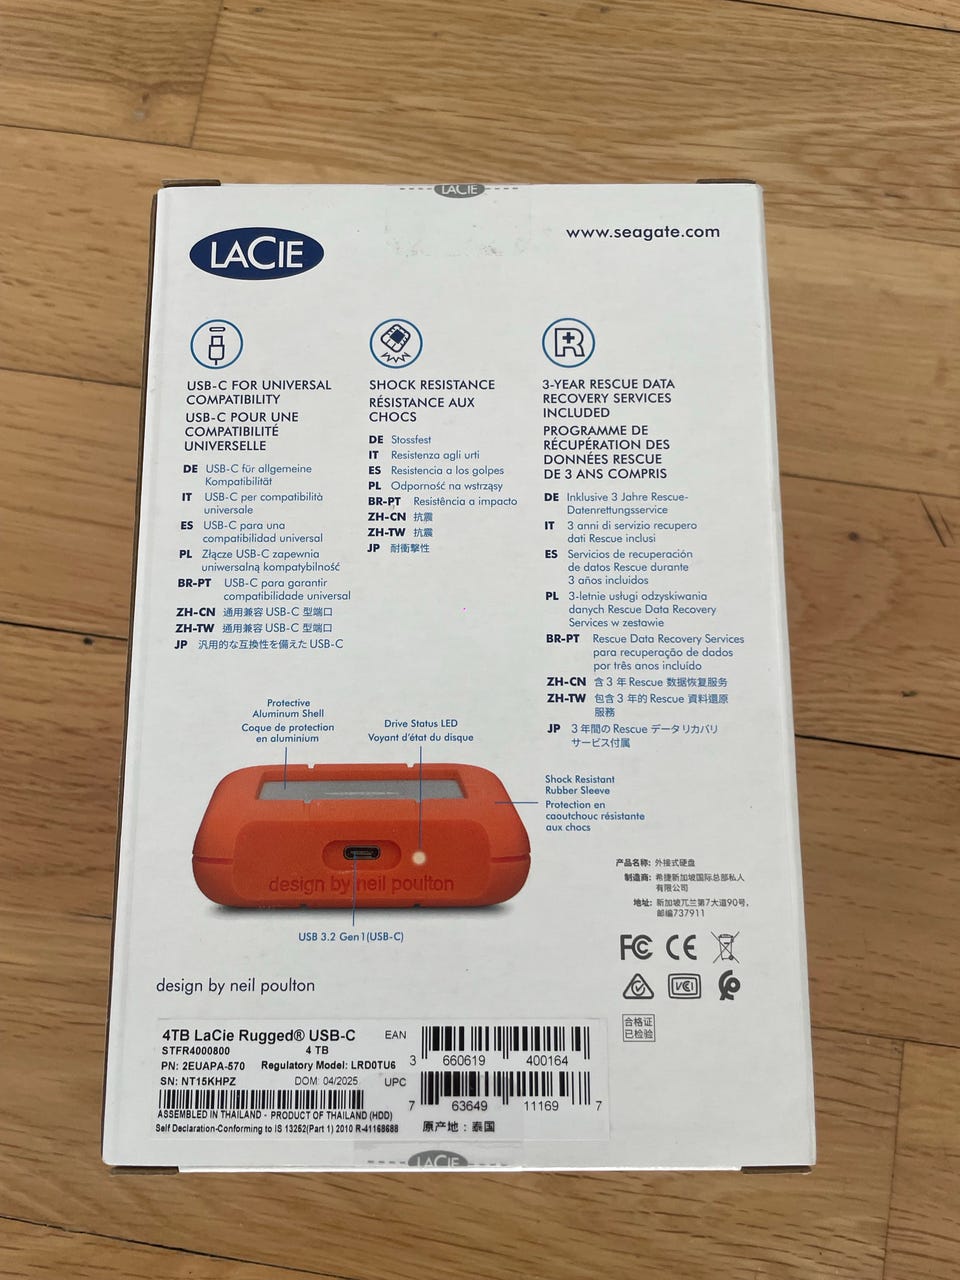 LACIE
LACIE
www.seagate.com
USB-C FOR UNIVERSAL
COMPATIBILITY
USB-C POUR UNE
COMPATIBILITÉ
UNIVERSELLE
DE USB-C für allgemeine
Kompatibilität
IT USB-C per compatibilità
universale
ES USB-C para una
compatibilidad universal
PL Złącze USB-C zapewnia
uniwersalną kompatybilność
BR-PT USB-C para garantir
compatibilidade universal
ZH-CN 通用兼容 USB-C 型端口
ZH-TW 通用兼容 USB-C 型端口
JP 汎用的な互換性を備えた USB-C
SHOCK RESISTANCE
RÉSISTANCE AUX
CHOCS
DE Stossfest
IT Resistenza agli urti
ES Resistencia a los golpes
PL Odporność na wstrząsy
BR-PT Resistência a impacto
ZH-CN 抗震
ZH-TW 抗震
JP 耐衝撃性
R
3-YEAR RESCUE DATA
RECOVERY SERVICES
INCLUDED
PROGRAMME DE
RÉCUPÉRATION DES
DONNÉES RESCUE
DE 3 ANS COMPRIS
DE Inklusive 3 Jahre Rescue-
Datenrettungsservice
IT 3 anni di servizio recupero
dati Rescue inclusi
ES Servicios de recuperación
de datos Rescue durante
3 años incluidos
PL 3-letnie usługi odzyskiwania
danych Rescue Data Recovery
Services w zestawie
BR-PT Rescue Data Recovery Services
para recuperação de dados
por três anos incluído
ZH-CN 含 3 年 Rescue 数据恢复服务
ZH-TW 包含 3 年的 Rescue 資料還原
服務
JP 3 年間の Rescue データ リカバリ
サービス付属
Protective
Aluminum Shell
Coque de protection
en aluminium
Drive Status LED
Voyant d'état du disque
Shock Resistant
Rubber Sleeve
Protection en
caoutchouc résistante
aux chocs
design by neil poulton
USB 3.2 Gen1(USB-C)
产品名称: 外接式硬盘
制造商: 希捷新加坡国际总部私人
有限公司
地址: 新加坡兀兰第7大道90号,
邮编737911
FC CE
VCI
合格证
已检验
design by neil poulton
4TB LaCie Rugged® USB-C
STFR4000800 4 TB
PN: 2EUAPA-570 Regulatory Model: LRD0TU6
SN: NT15KHPZ DOM: 04/2025
ASSEMBLED IN THAILAND - PRODUCT OF THAILAND (HDD)
Self Declaration-Conforming to IS 13252(Part 1) 2010 R-41168688
EAN
3 660619 400164
UPC
7 63649 11169 7
原产地：泰国
LACIE